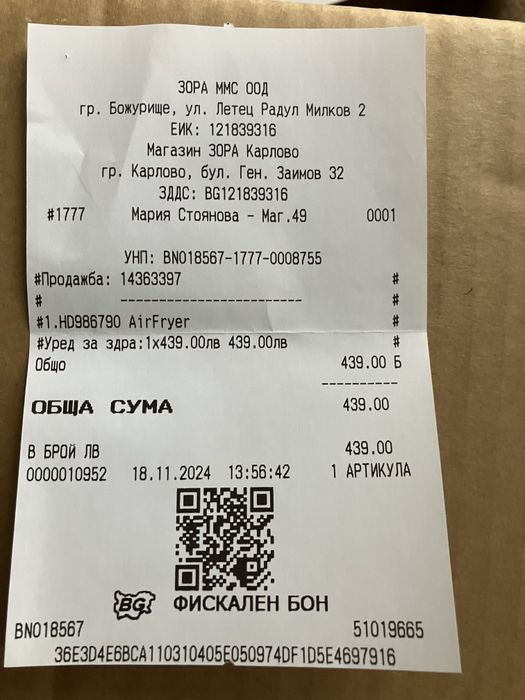 ЗОРА ММС ООД
гр. Божурище, ул. Летец Радул Милков 2
ЕИК: 121839316
Магазин ЗОРА Карлово
гр. Карлово, бул. Ген. Заимов 32
ЗДДС: BG121839316
#1777 Мария Стоянова - Маг.49 0001
УНП: BN018567-1777-0008755
#Продажба: 14363397 #
# ----------------------- #
#1.HD986790 AirFryer #
#Уред за здра:1x439.00лв 439.00лв #
Общо 439.00 Б
----------
ОБЩА СУМА 439.00
В БРОЙ ЛВ 439.00
0000010952 18.11.2024 13:56:42 1 АРТИКУЛА
BG ФИСКАЛЕН БОН
BN018567 51019665
36E3D4E6BCA110310405E050974DF1D5E4697916